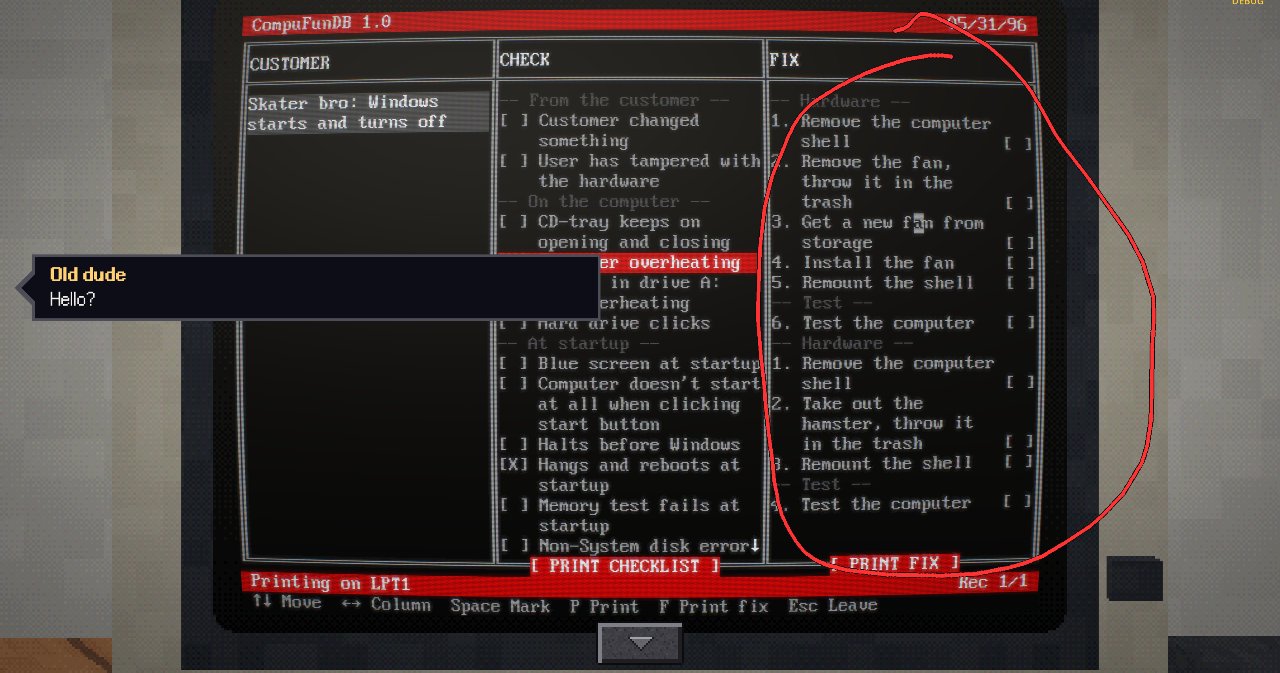 DEBUG
CompuFunDB 1.0
05/31/96
CUSTOMER
Skater bro: Windows
starts and turns off
CHECK
-- From the customer --
[ ] Customer changed
something
[ ] User has tampered with
the hardware
-- On the computer --
[ ] CD-tray keeps on
opening and closing
er overheating
in drive A:
erheating
[ ] Hard drive clicks
-- At startup --
[ ] Blue screen at startup
[ ] Computer doesn't start
at all when clicking
start button
[ ] Halts before Windows
[X] Hangs and reboots at
startup
[ ] Memory test fails at
startup
[ ] Non-System disk error↓
[ PRINT CHECKLIST ]
FIX
-- Hardware --
1. Remove the computer
shell [ ]
2. Remove the fan,
throw it in the
trash [ ]
3. Get a new fan from
storage [ ]
4. Install the fan [ ]
5. Remount the shell [ ]
-- Test --
6. Test the computer [ ]
-- Hardware --
1. Remove the computer
shell [ ]
2. Take out the
hamster, throw it
in the trash [ ]
3. Remount the shell [ ]
-- Test --
4. Test the computer [ ]
[ PRINT FIX ]
Old dude
Hello?
Printing on LPT1
Rec 1/1
↑↓ Move ↔ Column Space Mark P Print F Print fix Esc Leave